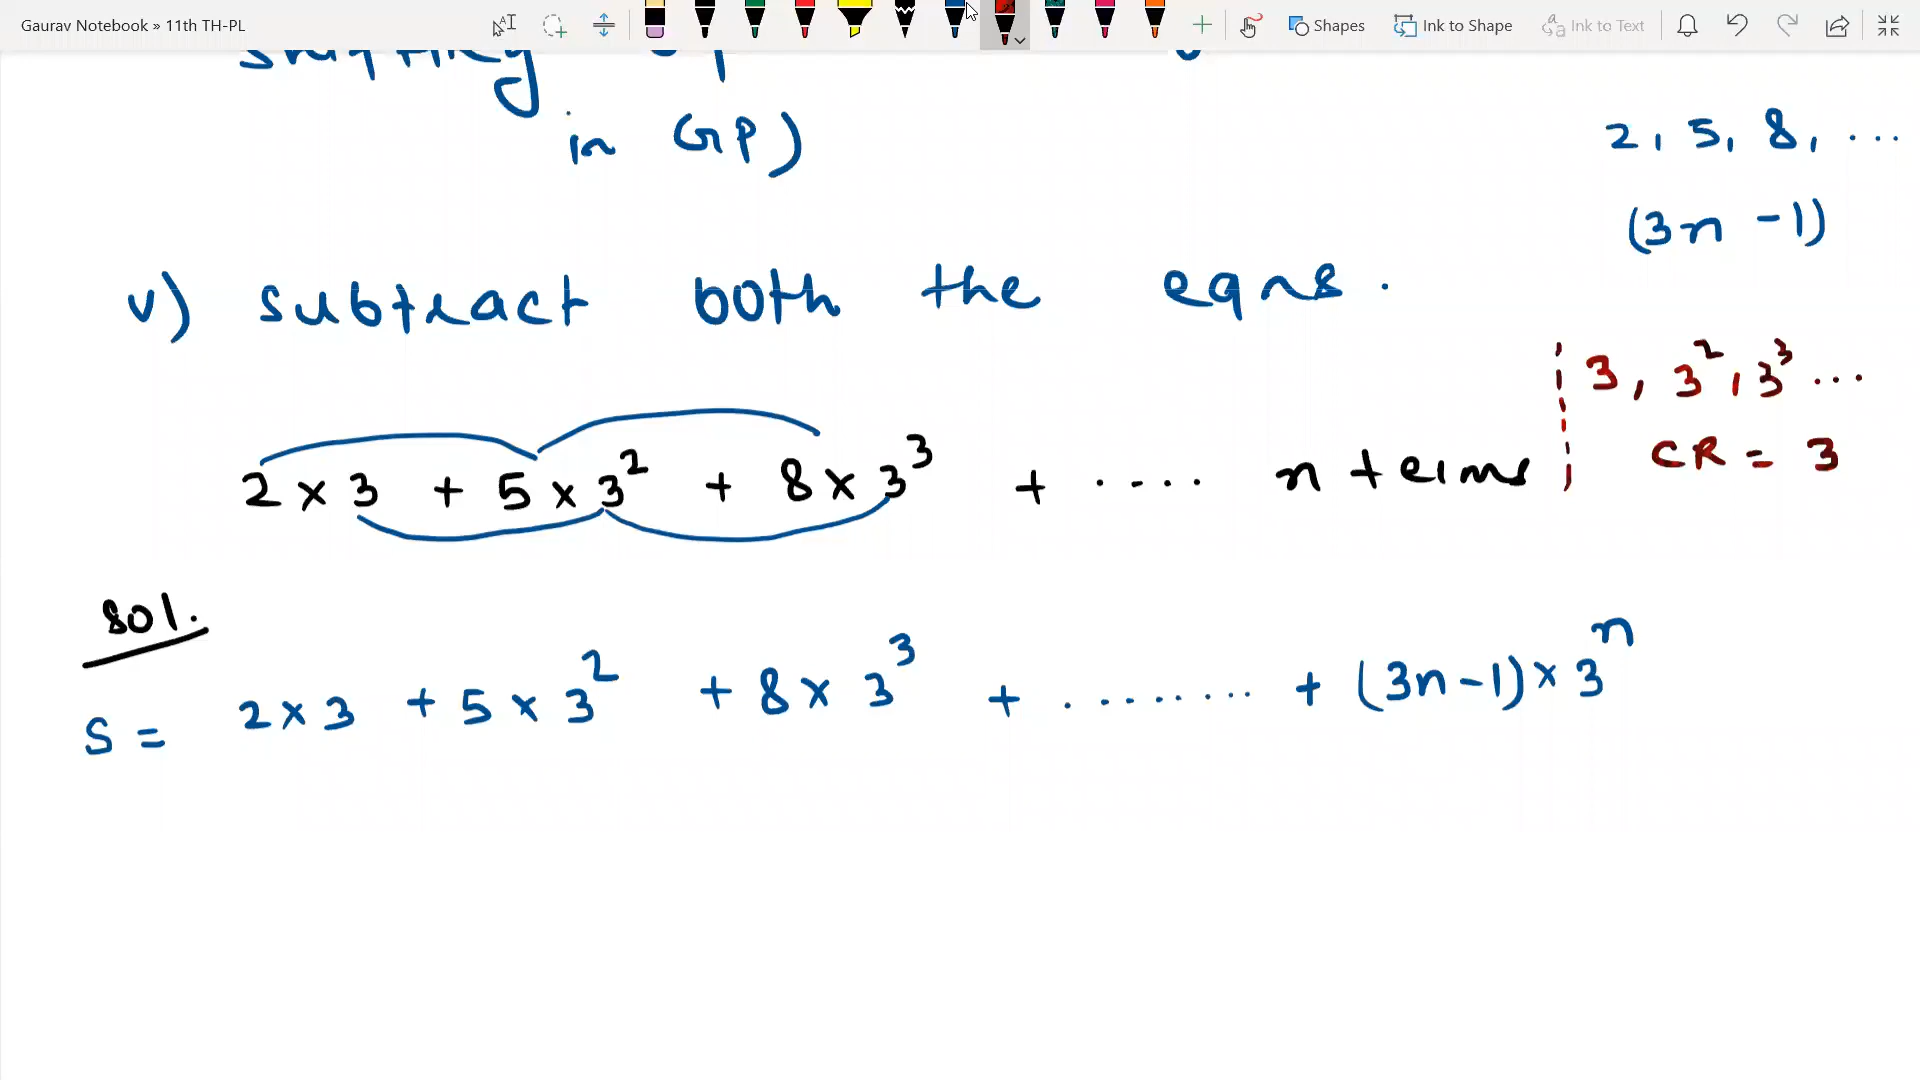 Gaurav Notebook » 11th TH-PL
Shapes
Ink to Shape
Ink to Text
in GP)
2, 5, 8, ...
(3n - 1)
v) subtract both the eqns.
3, 3², 3³ ...
CR = 3
2 × 3 + 5 × 3² + 8 × 3³ + .... n terms
sol.
S = 2 × 3 + 5 × 3² + 8 × 3³ + ......... + (3n - 1) × 3ⁿ